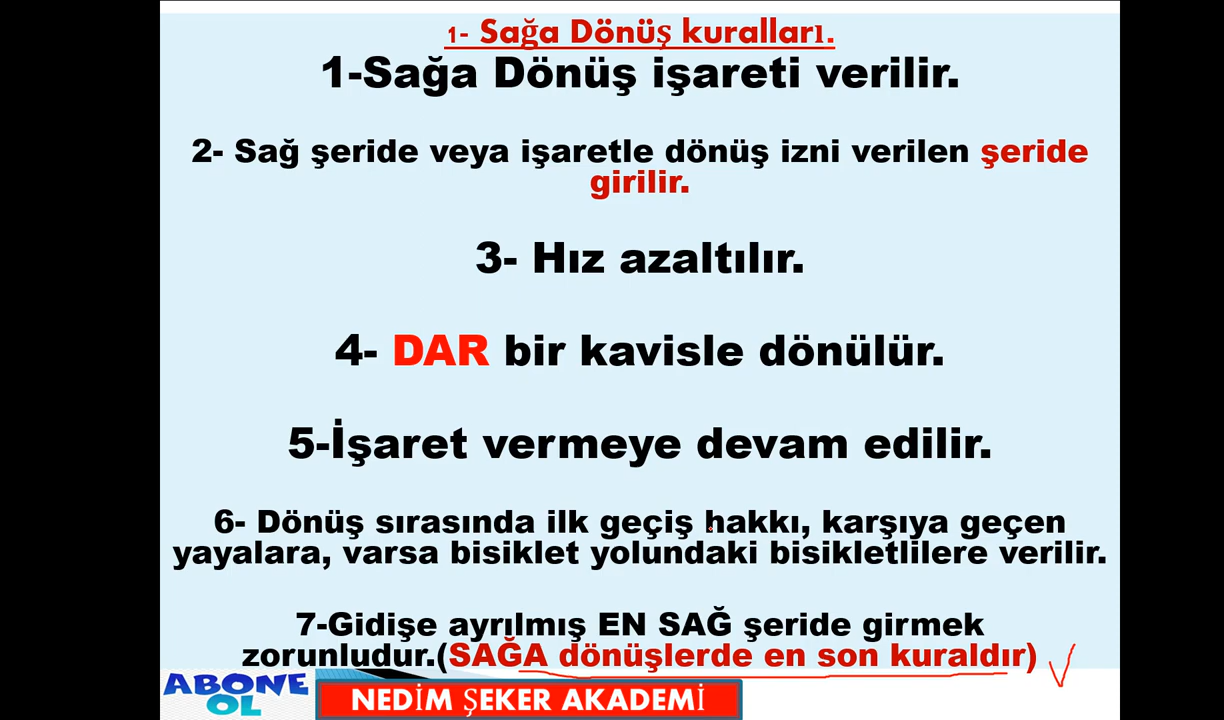 1- Sağa Dönüş kuralları.
1-Sağa Dönüş işareti verilir.
2- Sağ şeride veya işaretle dönüş izni verilen şeride
girilir.
3- Hız azaltılır.
4- DAR bir kavisle dönülür.
5-İşaret vermeye devam edilir.
6- Dönüş sırasında ilk geçiş hakkı, karşıya geçen
yayalara, varsa bisiklet yolundaki bisikletlilere verilir.
7-Gidişe ayrılmış EN SAĞ şeride girmek
zorunludur.(SAĞA dönüşlerde en son kuraldır)
ABONE
OL
NEDİM ŞEKER AKADEMİ